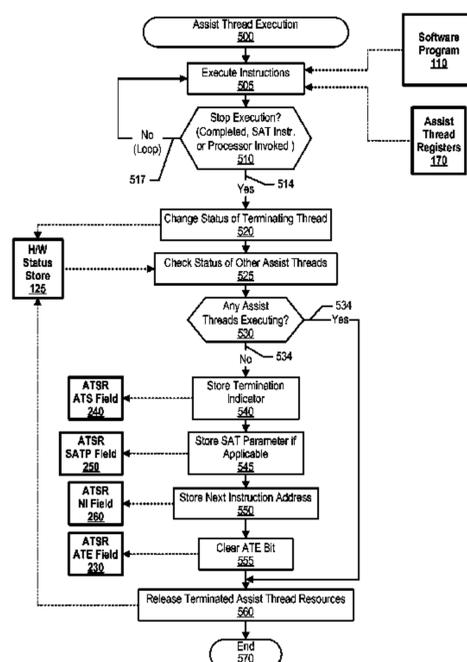 Assist Thread Execution
500
Software
Program
110
Execute Instructions
505
Stop Execution?
(Completed, SAT Instr.
or Processor Invoked )
510
No
(Loop)
517
514
Yes
Assist
Thread
Registers
170
Change Status of Terminating Thread
520
H/W
Status
Store
125
Check Status of Other Assist Threads
525
Any Assist
Threads Executing?
530
534
Yes
No
534
ATSR
ATS Field
240
Store Termination
Indicator
540
ATSR
SATP Field
250
Store SAT Parameter if
Applicable
545
ATSR
NI Field
260
Store Next Instruction Address
550
ATSR
ATE Field
230
Clear ATE Bit
555
Release Terminated Assist Thread Resources
560
End
570